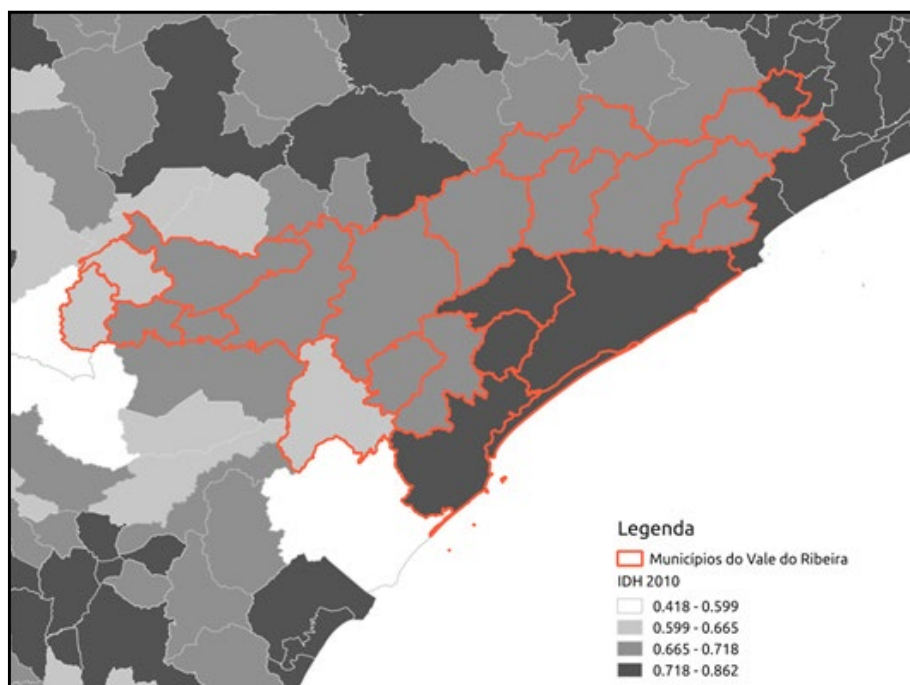 Legenda
Municípios do Vale do Ribeira
IDH 2010
0.418 - 0.599
0.599 - 0.665
0.665 - 0.718
0.718 - 0.862